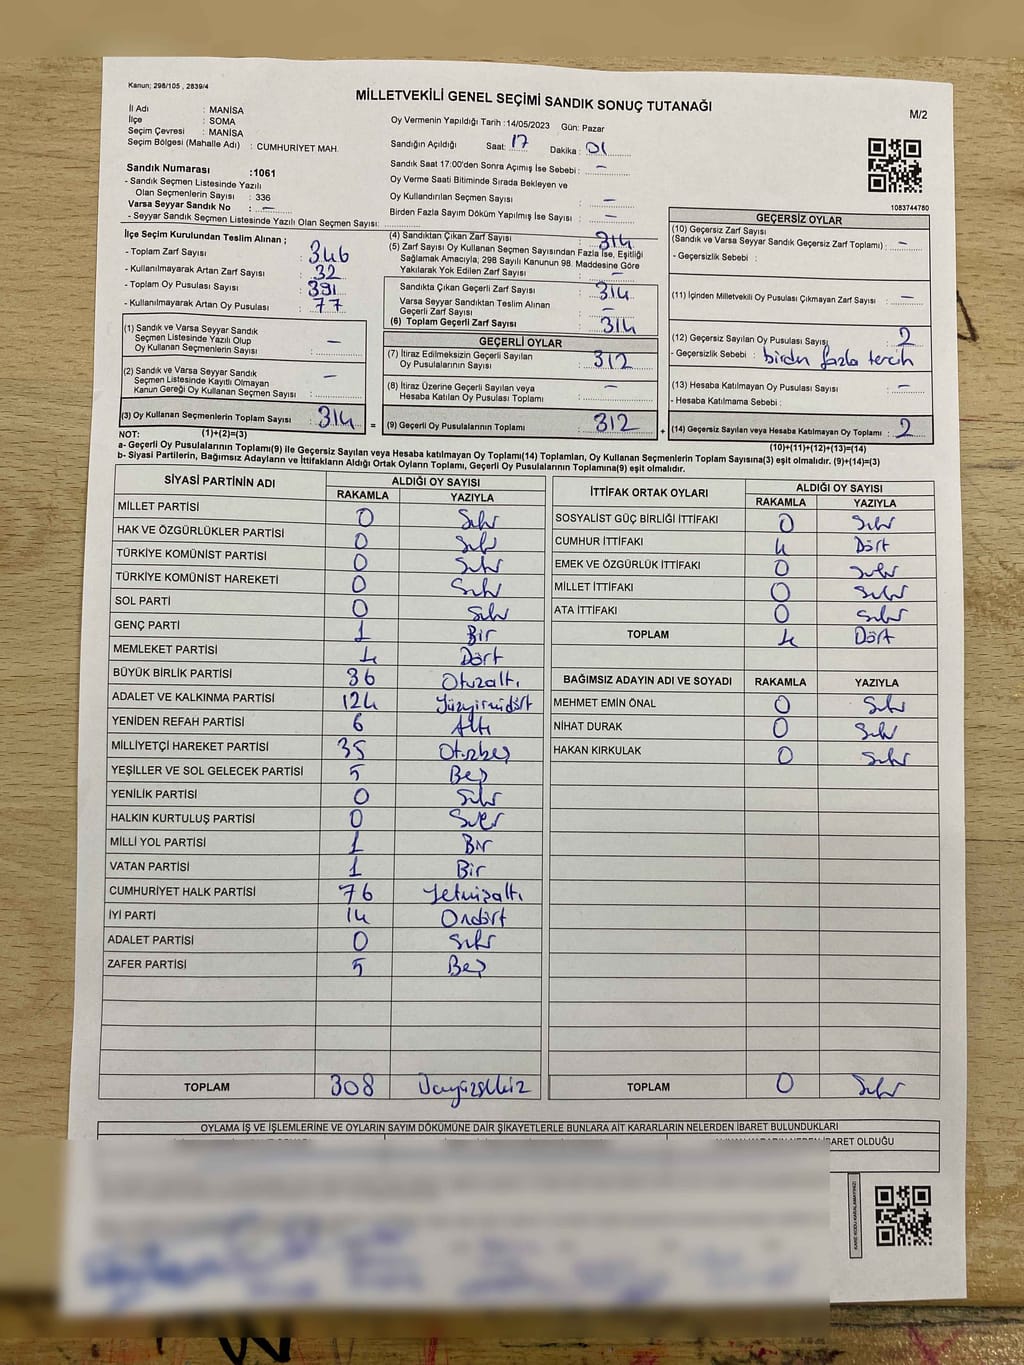 Kanun; 298/105 , 2839/4
MİLLETVEKİLİ GENEL SEÇİMİ SANDIK SONUÇ TUTANAĞI
M/2
İl Adı : MANİSA
İlçe : SOMA
Seçim Çevresi : MANİSA
Seçim Bölgesi (Mahalle Adı) : CUMHURİYET MAH.
Oy Vermenin Yapıldığı Tarih :14/05/2023 Gün: Pazar
Sandığın Açıldığı Saat: 17 Dakika : 01
Sandık Saat 17:00'den Sonra Açımış İse Sebebi : –
Oy Verme Saati Bitiminde Sırada Bekleyen ve
Oy Kullandırılan Seçmen Sayısı : –
Birden Fazla Sayım Döküm Yapılmış İse Sayısı : –
1083744780
Sandık Numarası :1061
- Sandık Seçmen Listesinde Yazılı
Olan Seçmenlerin Sayısı : 336
Varsa Seyyar Sandık No : –
- Seyyar Sandık Seçmen Listesinde Yazılı Olan Seçmen Sayısı:
İlçe Seçim Kurulundan Teslim Alınan ;
- Toplam Zarf Sayısı : 346
- Kullanılmayarak Artan Zarf Sayısı : 32
- Toplam Oy Pusulası Sayısı : 391
- Kullanılmayarak Artan Oy Pusulası : 77
(1) Sandık ve Varsa Seyyar Sandık
Seçmen Listesinde Yazılı Olup
Oy Kullanan Seçmenlerin Sayısı : –
(2) Sandık ve Varsa Seyyar Sandık
Seçmen Listesinde Kayıtlı Olmayan
Kanun Gereği Oy Kullanan Seçmen Sayısı : –
(3) Oy Kullanan Seçmenlerin Toplam Sayısı : 314
(1)+(2)=(3)
(4) Sandıktan Çıkan Zarf Sayısı : 314
(5) Zarf Sayısı Oy Kullanan Seçmen Sayısından Fazla İse, Eşitliği
Sağlamak Amacıyla, 298 Sayılı Kanunun 98. Maddesine Göre
Yakılarak Yok Edilen Zarf Sayısı : –
Sandıkta Çıkan Geçerli Zarf Sayısı : 314
Varsa Seyyar Sandıktan Teslim Alınan
Geçerli Zarf Sayısı : –
(6) Toplam Geçerli Zarf Sayısı : 314
GEÇERLİ OYLAR
(7) İtiraz Edilmeksizin Geçerli Sayılan
Oy Pusulalarının Sayısı : 312
(8) İtiraz Üzerine Geçerli Sayılan veya
Hesaba Katılan Oy Pusulası Toplamı : –
= (9) Geçerli Oy Pusulalarının Toplamı : 312
GEÇERSİZ OYLAR
(10) Geçersiz Zarf Sayısı
(Sandık ve Varsa Seyyar Sandık Geçersiz Zarf Toplamı) : –
- Geçersizlik Sebebi :
(11) İçinden Milletvekili Oy Pusulası Çıkmayan Zarf Sayısı : –
(12) Geçersiz Sayılan Oy Pusulası Sayısı : 2
- Geçersizlik Sebebi : birden fazla tercih
(13) Hesaba Katılmayan Oy Pusulası Sayısı : –
- Hesaba Katılmama Sebebi :
+ (14) Geçersiz Sayılan veya Hesaba Katılmayan Oy Toplamı : 2
(10)+(11)+(12)+(13)=(14)
NOT:
a- Geçerli Oy Pusulalarının Toplamı(9) ile Geçersiz Sayılan veya Hesaba katılmayan Oy Toplamı(14) Toplamları, Oy Kullanan Seçmenlerin Toplam Sayısına(3) eşit olmalıdır. (9)+(14)=(3)
b- Siyasi Partilerin, Bağımsız Adayların ve İttifakların Aldığı Ortak Oyların Toplamı, Geçerli Oy Pusulalarının Toplamına(9) eşit olmalıdır.
SİYASİ PARTİNİN ADI ALDIĞI OY SAYISI
RAKAMLA YAZIYLA
MİLLET PARTİSİ 0 Sıfır
HAK VE ÖZGÜRLÜKLER PARTİSİ 0 Sıfır
TÜRKİYE KOMÜNİST PARTİSİ 0 Sıfır
TÜRKİYE KOMÜNİST HAREKETİ 0 Sıfır
SOL PARTİ 0 Sıfır
GENÇ PARTİ 1 Bir
MEMLEKET PARTİSİ 4 Dört
BÜYÜK BİRLİK PARTİSİ 36 Otuzaltı
ADALET VE KALKINMA PARTİSİ 124 Yüzyirmidört
YENİDEN REFAH PARTİSİ 6 Altı
MİLLİYETÇİ HAREKET PARTİSİ 35 Otuzbeş
YEŞİLLER VE SOL GELECEK PARTİSİ 5 Beş
YENİLİK PARTİSİ 0 Sıfır
HALKIN KURTULUŞ PARTİSİ 0 Sıfır
MİLLİ YOL PARTİSİ 1 Bir
VATAN PARTİSİ 1 Bir
CUMHURİYET HALK PARTİSİ 76 Yetmişaltı
İYİ PARTİ 14 Ondört
ADALET PARTİSİ 0 Sıfır
ZAFER PARTİSİ 5 Beş
TOPLAM 308 Üçyüzsekiz
İTTİFAK ORTAK OYLARI ALDIĞI OY SAYISI
RAKAMLA YAZIYLA
SOSYALİST GÜÇ BİRLİĞİ İTTİFAKI 0 Sıfır
CUMHUR İTTİFAKI 4 Dört
EMEK VE ÖZGÜRLÜK İTTİFAKI 0 Sıfır
MİLLET İTTİFAKI 0 Sıfır
ATA İTTİFAKI 0 Sıfır
TOPLAM 4 Dört
BAĞIMSIZ ADAYIN ADI VE SOYADI RAKAMLA YAZIYLA
MEHMET EMİN ÖNAL 0 Sıfır
NİHAT DURAK 0 Sıfır
HAKAN KIRKULAK 0 Sıfır
TOPLAM 0 Sıfır
OYLAMA İŞ VE İŞLEMLERİNE VE OYLARIN SAYIM DÖKÜMÜNE DAİR ŞİKAYETLERLE BUNLARA AİT KARARLARIN NELERDEN İBARET BULUNDUKLARI
İBARET OLDUĞU